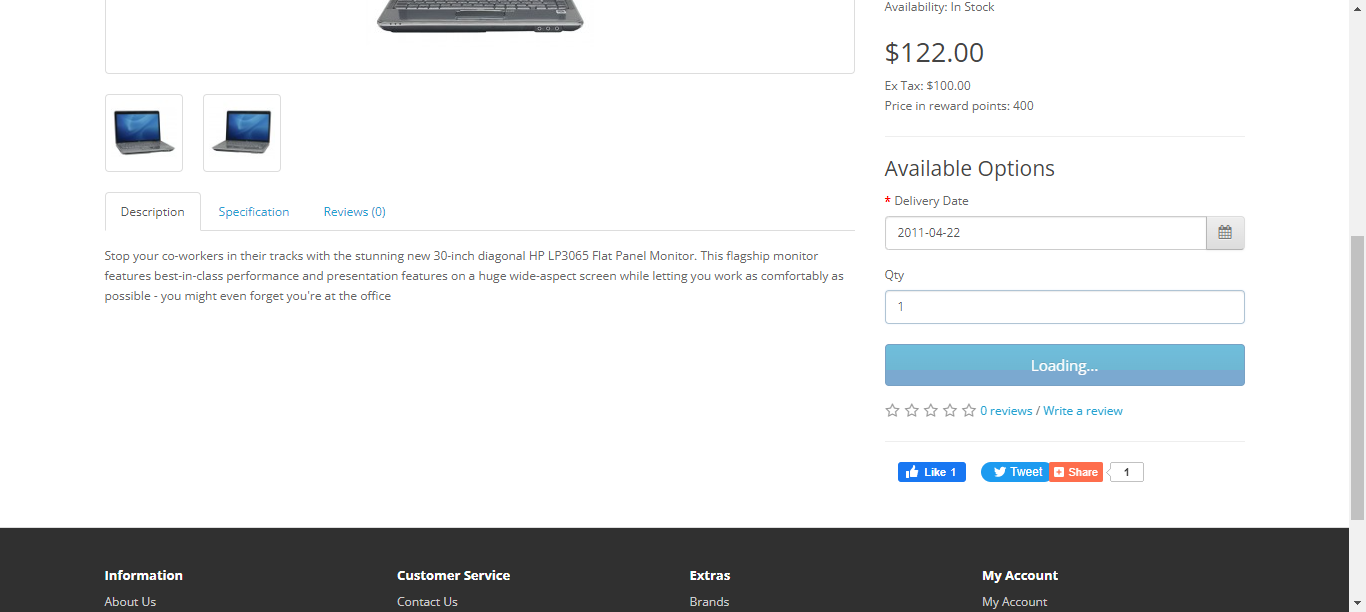 Availability: In Stock
$122.00
Ex Tax: $100.00
Price in reward points: 400
Available Options
* Delivery Date
2011-04-22
Qty
1
Loading...
0 reviews / Write a review
Like 1
Tweet
Share
1
Description
Specification
Reviews (0)
Stop your co-workers in their tracks with the stunning new 30-inch diagonal HP LP3065 Flat Panel Monitor. This flagship monitor
features best-in-class performance and presentation features on a huge wide-aspect screen while letting you work as comfortably as
possible - you might even forget you're at the office
Information
About Us
Customer Service
Contact Us
Extras
Brands
My Account
My Account